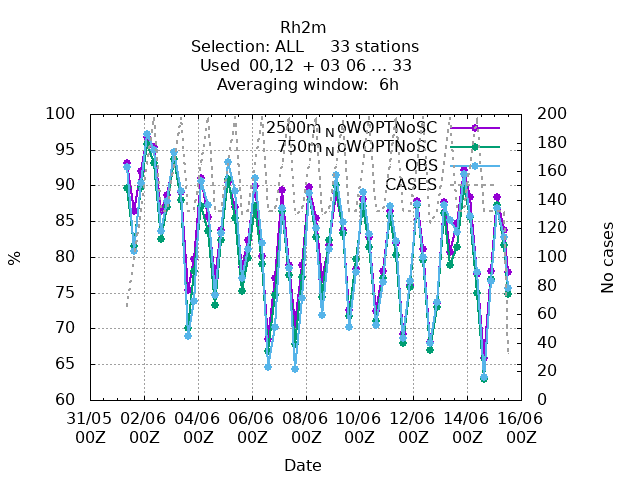 Rh2m
Selection: ALL 33 stations
Used 00,12 + 03 06 ... 33
Averaging window: 6h
100 200
2500m_NoWOPTNoSC
95 180
750m_NoWOPTNoSC
OBS
90 160
CASES
85 140
80 120
% No cases
75 100
70 80
65 60
60 40
20
0
31/05 02/06 04/06 06/06 08/06 10/06 12/06 14/06 16/06
00Z 00Z 00Z 00Z 00Z 00Z 00Z 00Z 00Z
Date